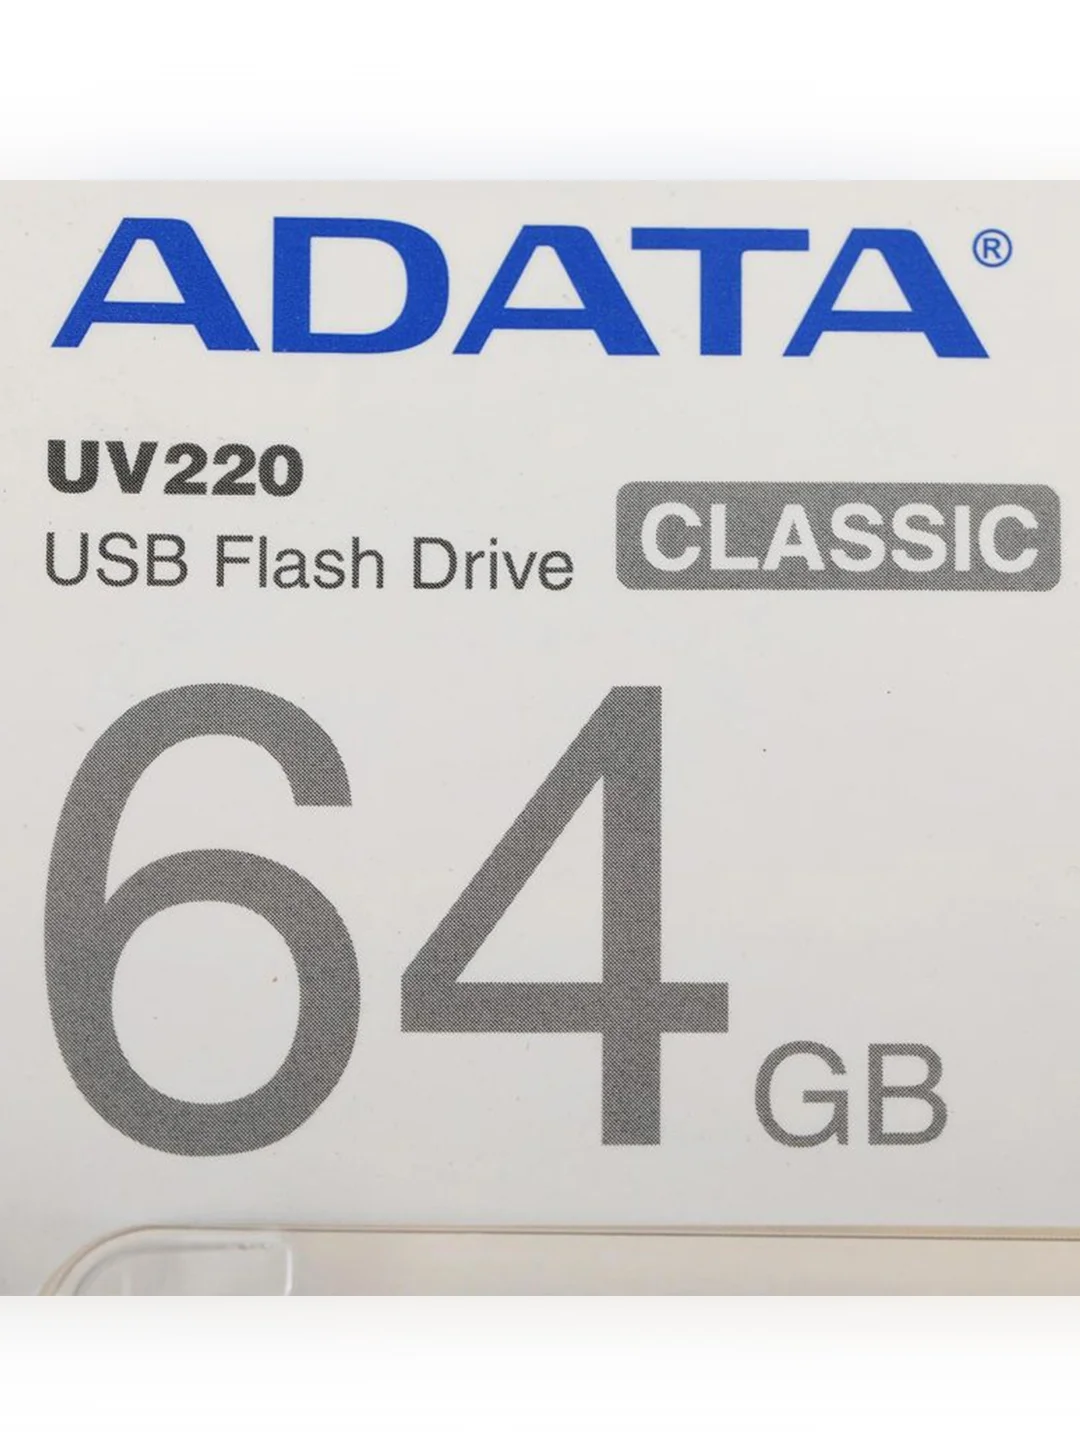 ADATA®
UV220
USB Flash Drive
CLASSIC
64 GB